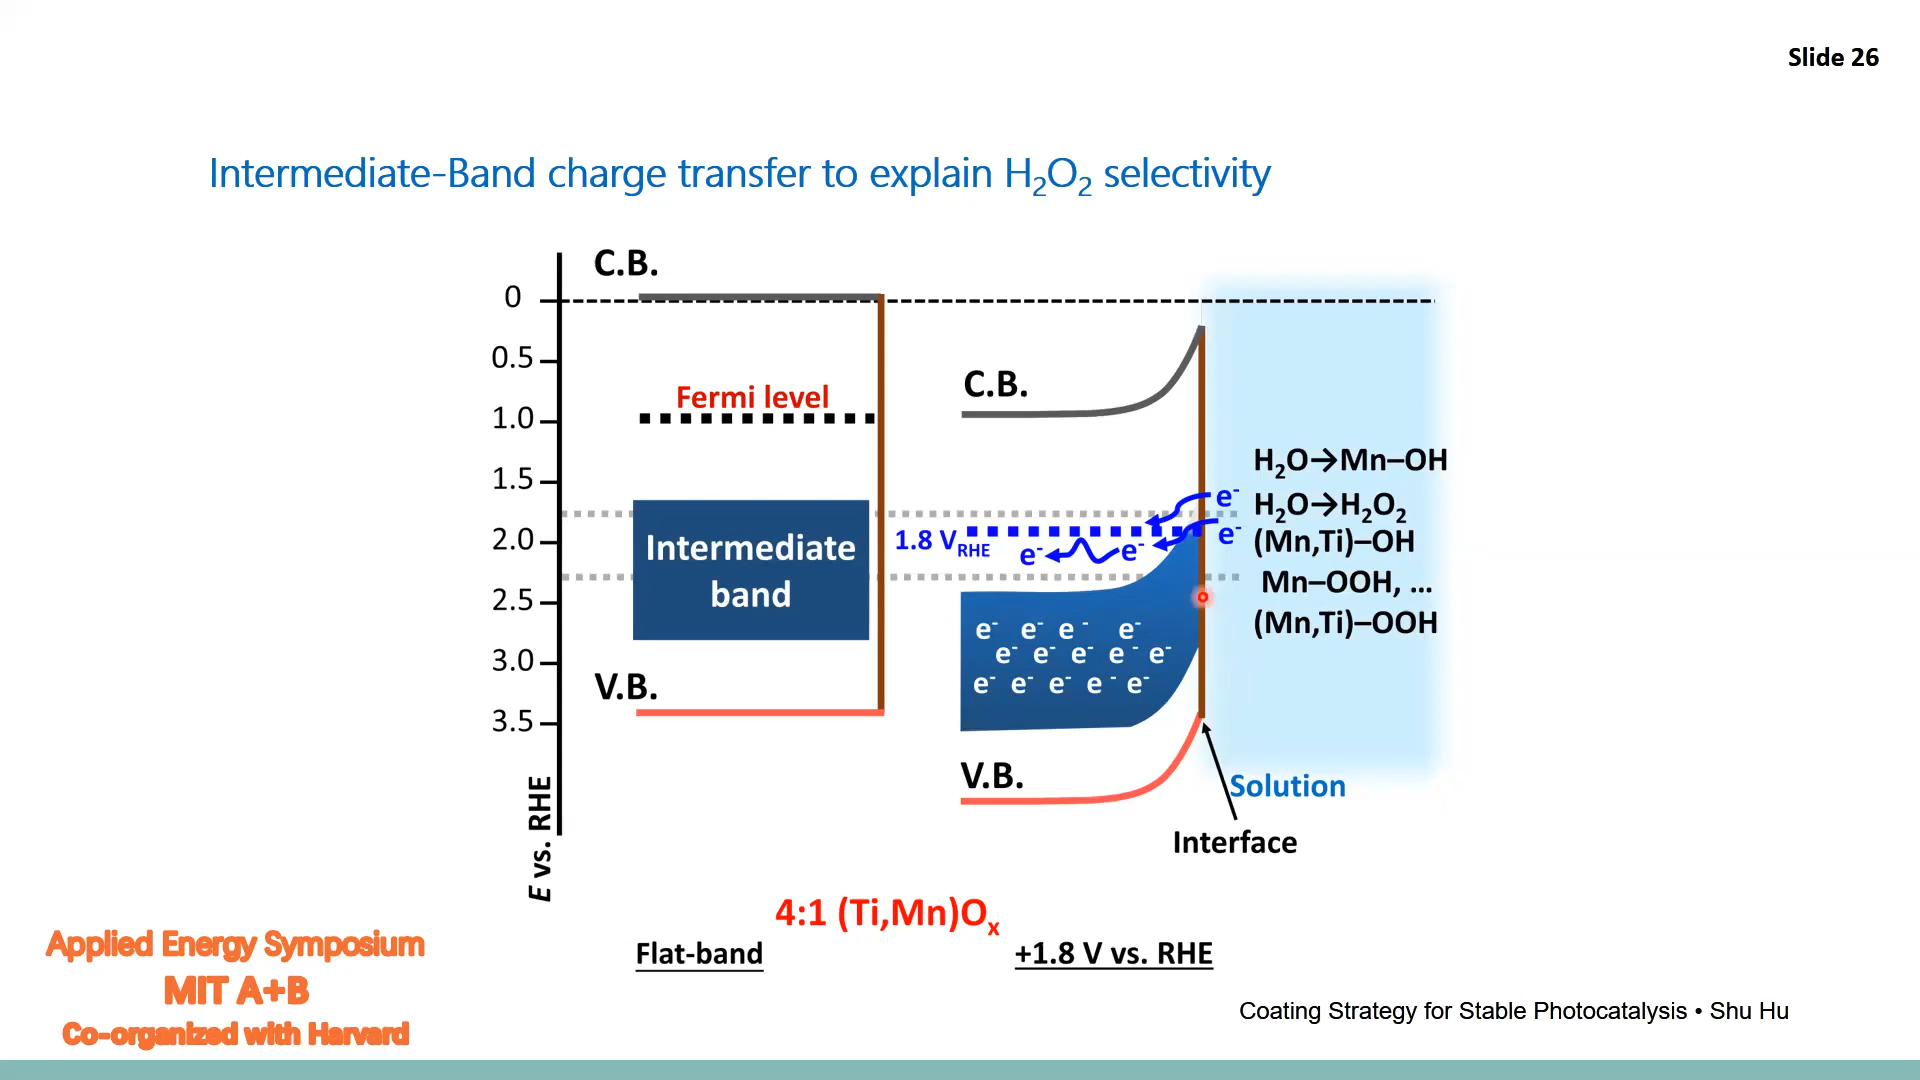 Slide 26
Intermediate-Band charge transfer to explain H₂O₂ selectivity
C.B.
0
0.5
1.0
1.5
2.0
2.5
3.0
3.5
E vs. RHE
Fermi level
Intermediate
band
V.B.
C.B.
1.8 V_RHE
e⁻ e⁻
e⁻
e⁻
e⁻ e⁻ e⁻ e⁻
e⁻ e⁻ e⁻ e⁻ e⁻
e⁻ e⁻ e⁻ e⁻ e⁻
V.B.
H₂O→Mn–OH
H₂O→H₂O₂
(Mn,Ti)–OH
Mn–OOH, ...
(Mn,Ti)–OOH
Solution
Interface
4:1 (Ti,Mn)Oₓ
Flat-band
+1.8 V vs. RHE
Applied Energy Symposium
MIT A+B
Co-organized with Harvard
Coating Strategy for Stable Photocatalysis • Shu Hu